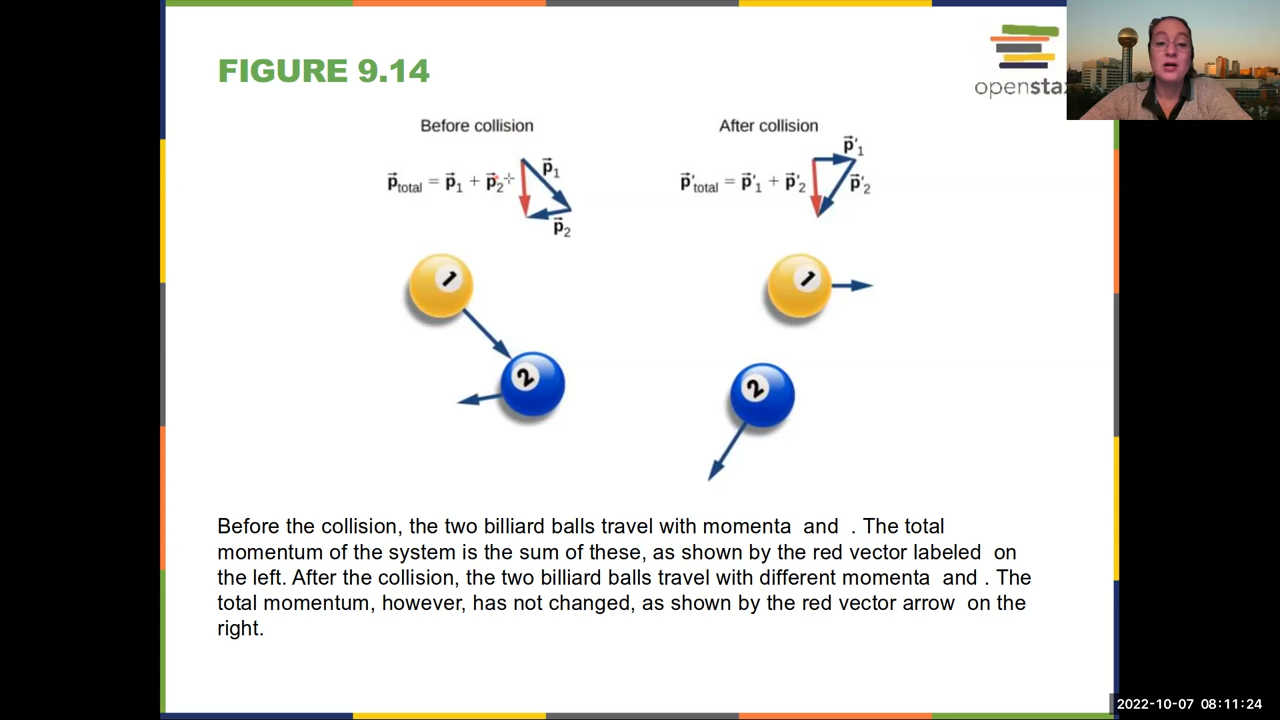 FIGURE 9.14
openstax
Before collision
After collision
p⃗total = p⃗1 + p⃗2
p⃗1
p⃗2
p⃗'total = p⃗'1 + p⃗'2
p⃗'1
p⃗'2
1
2
1
2
Before the collision, the two billiard balls travel with momenta and . The total
momentum of the system is the sum of these, as shown by the red vector labeled on
the left. After the collision, the two billiard balls travel with different momenta and . The
total momentum, however, has not changed, as shown by the red vector arrow on the
right.
2022-10-07 08:11:24